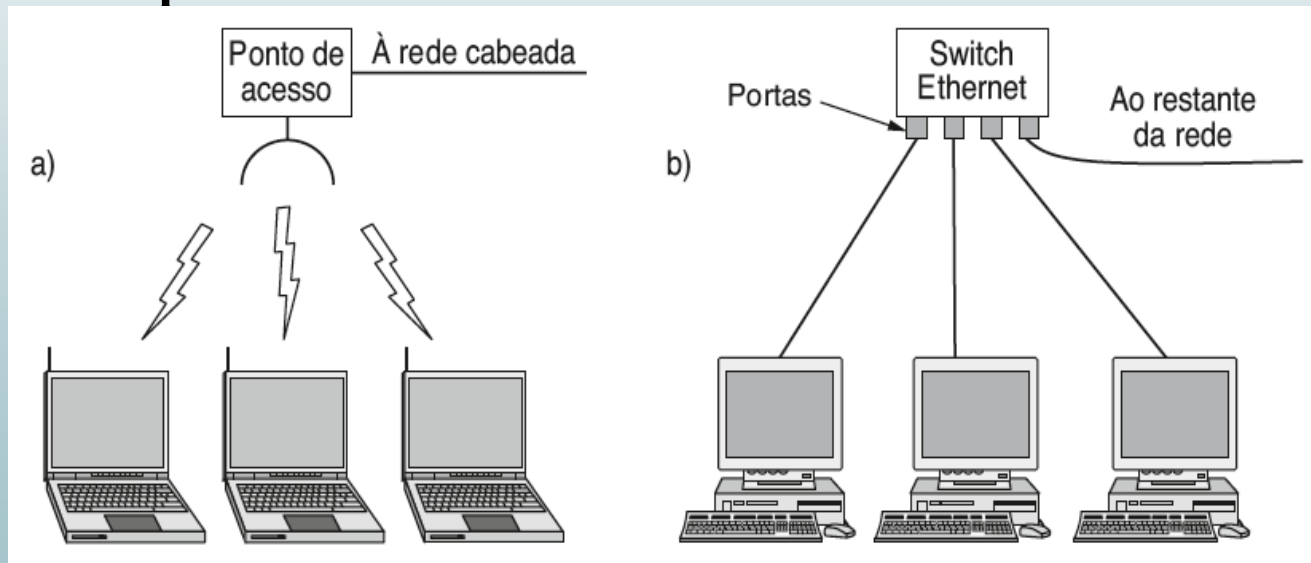 a)
Ponto de
acesso
À rede cabeada
b)
Portas
Switch
Ethernet
Ao restante
da rede